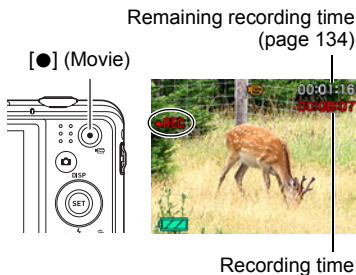 Remaining recording time
(page 134)
[●] (Movie)
00:01:16
00:00:07
●REC
DISP
SET
Recording time